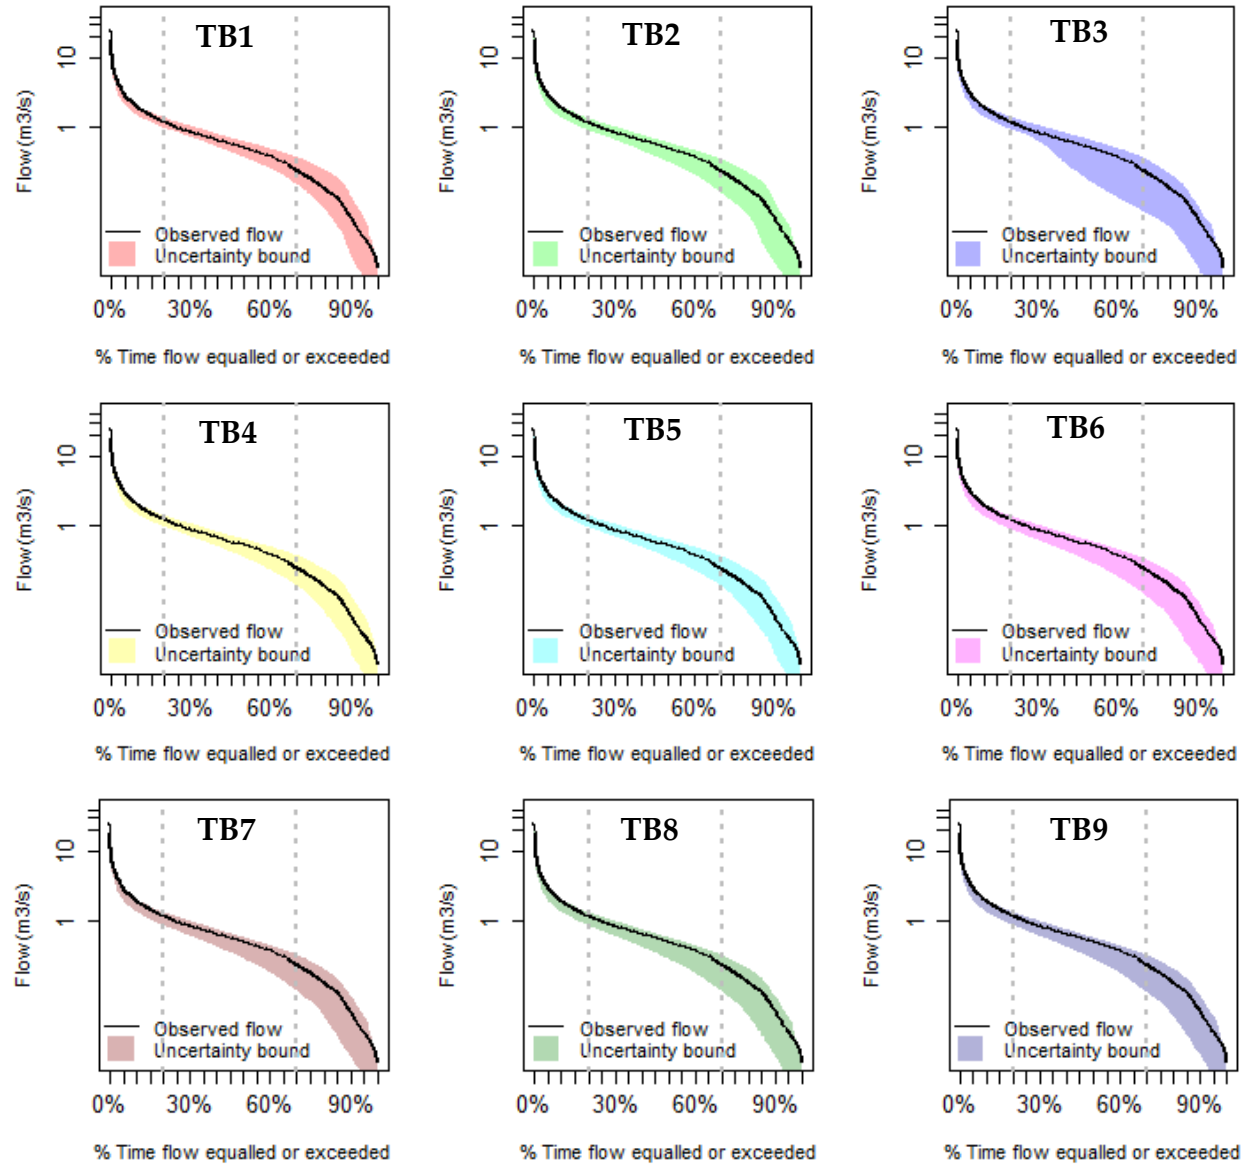 TB1
10
1
Flow(m3/s)
Observed flow
Uncertainty bound
0% 30% 60% 90%
% Time flow equalled or exceeded
TB2
10
1
Flow(m3/s)
Observed flow
Uncertainty bound
0% 30% 60% 90%
% Time flow equalled or exceeded
TB3
10
1
Flow(m3/s)
Observed flow
Uncertainty bound
0% 30% 60% 90%
% Time flow equalled or exceeded
TB4
10
1
Flow(m3/s)
Observed flow
Uncertainty bound
0% 30% 60% 90%
% Time flow equalled or exceeded
TB5
10
1
Flow(m3/s)
Observed flow
Uncertainty bound
0% 30% 60% 90%
% Time flow equalled or exceeded
TB6
10
1
Flow(m3/s)
Observed flow
Uncertainty bound
0% 30% 60% 90%
% Time flow equalled or exceeded
TB7
10
1
Flow(m3/s)
Observed flow
Uncertainty bound
0% 30% 60% 90%
% Time flow equalled or exceeded
TB8
10
1
Flow(m3/s)
Observed flow
Uncertainty bound
0% 30% 60% 90%
% Time flow equalled or exceeded
TB9
10
1
Flow(m3/s)
Observed flow
Uncertainty bound
0% 30% 60% 90%
% Time flow equalled or exceeded